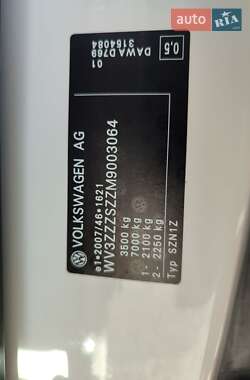 AUTO.RIA
VOLKSWAGEN AG
e1*2007/46*1621
WV3ZZZSZZM9003064
3500 kg
7000 kg
1- 2100 kg
2- 2250 kg
Typ SZN1Z
01
3154084
DAWA D769
0,5